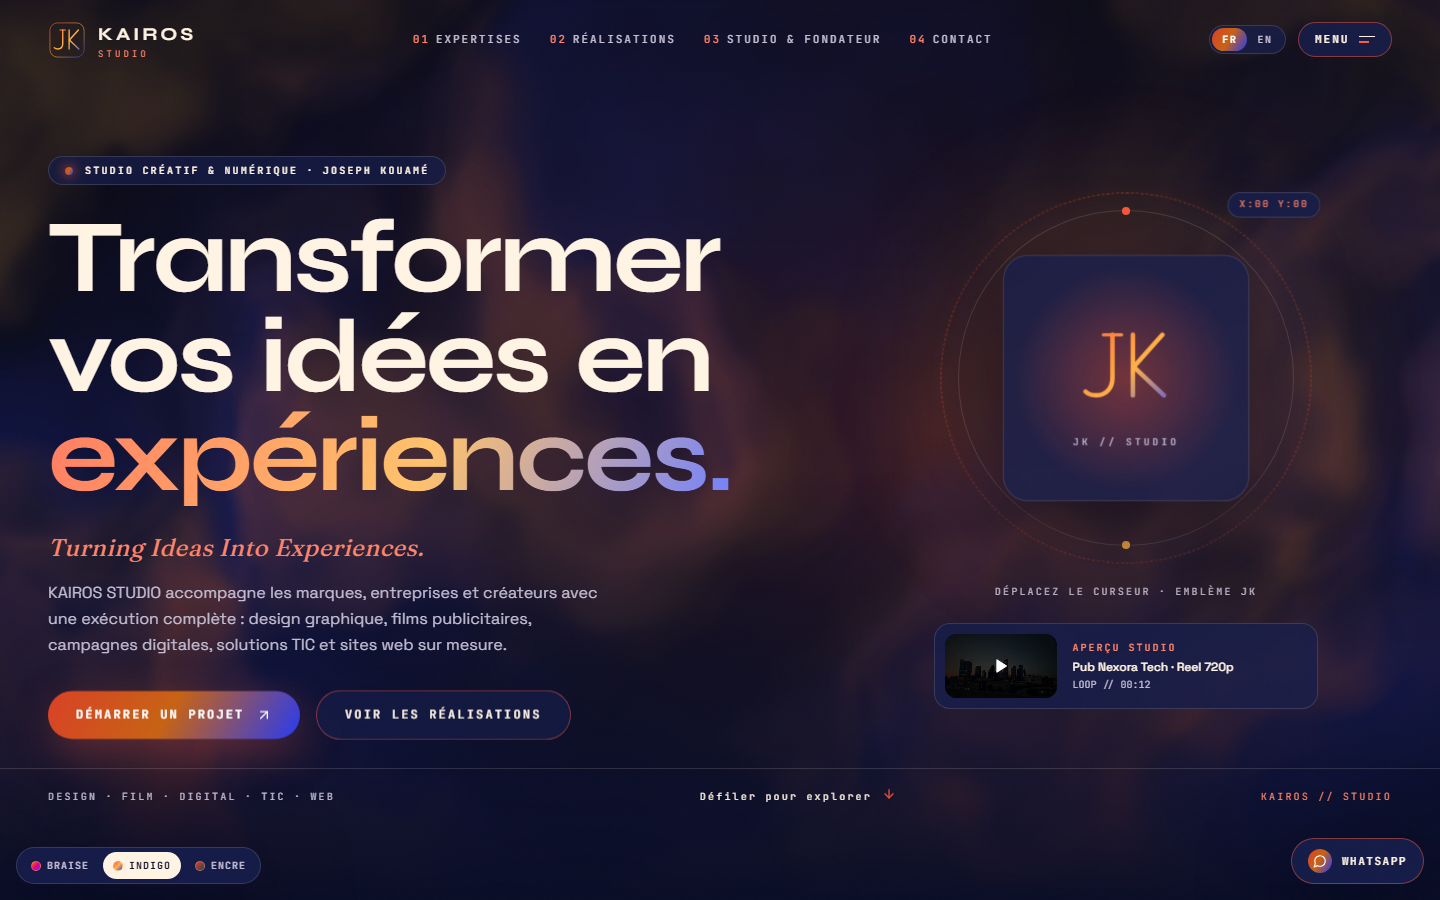 JK KAIROS
STUDIO
01 EXPERTISES 02 RÉALISATIONS 03 STUDIO & FONDATEUR 04 CONTACT
FR EN
MENU
STUDIO CRÉATIF & NUMÉRIQUE · JOSEPH KOUAMÉ
Transformer
vos idées en
expériences.
Turning Ideas Into Experiences.
KAIROS STUDIO accompagne les marques, entreprises et créateurs avec
une exécution complète : design graphique, films publicitaires,
campagnes digitales, solutions TIC et sites web sur mesure.
DÉMARRER UN PROJET
VOIR LES RÉALISATIONS
X:00 Y:00
JK
JK // STUDIO
DÉPLACEZ LE CURSEUR · EMBLÈME JK
APERÇU STUDIO
Pub Nexora Tech · Reel 720p
LOOP // 00:12
DESIGN · FILM · DIGITAL · TIC · WEB
Défiler pour explorer
KAIROS // STUDIO
BRAISE INDIGO ENCRE
WHATSAPP